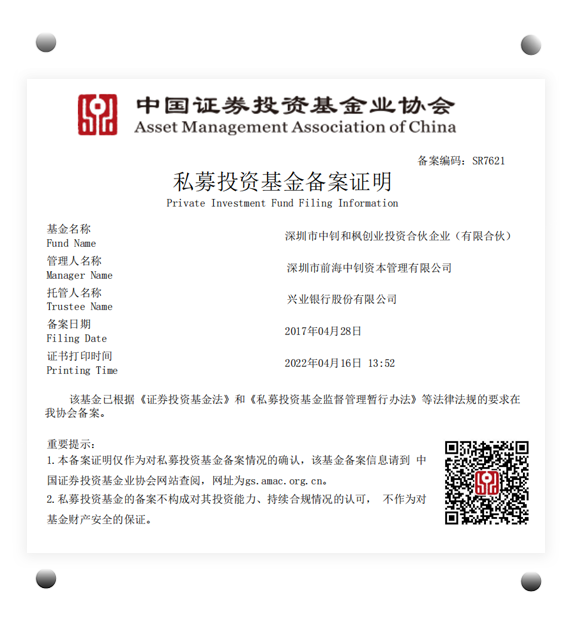 中国证券投资基金业协会
Asset Management Association of China
备案编码：SR7621
私募投资基金备案证明
Private Investment Fund Filing Information
基金名称
Fund Name
深圳市中钊和枫创业投资合伙企业（有限合伙）
管理人名称
Manager Name
深圳市前海中钊资本管理有限公司
托管人名称
Trustee Name
兴业银行股份有限公司
备案日期
Filing Date
2017年04月28日
证书打印时间
Printing Time
2022年04月16日 13:52
该基金已根据《证券投资基金法》和《私募投资基金监督管理暂行办法》等法律法规的要求在
我协会备案。
重要提示：
1.本备案证明仅作为对私募投资基金备案情况的确认，该基金备案信息请到 中
国证券投资基金业协会网站查阅，网址为gs.amac.org.cn。
2.私募投资基金的备案不构成对其投资能力、持续合规情况的认可， 不作为对
基金财产安全的保证。